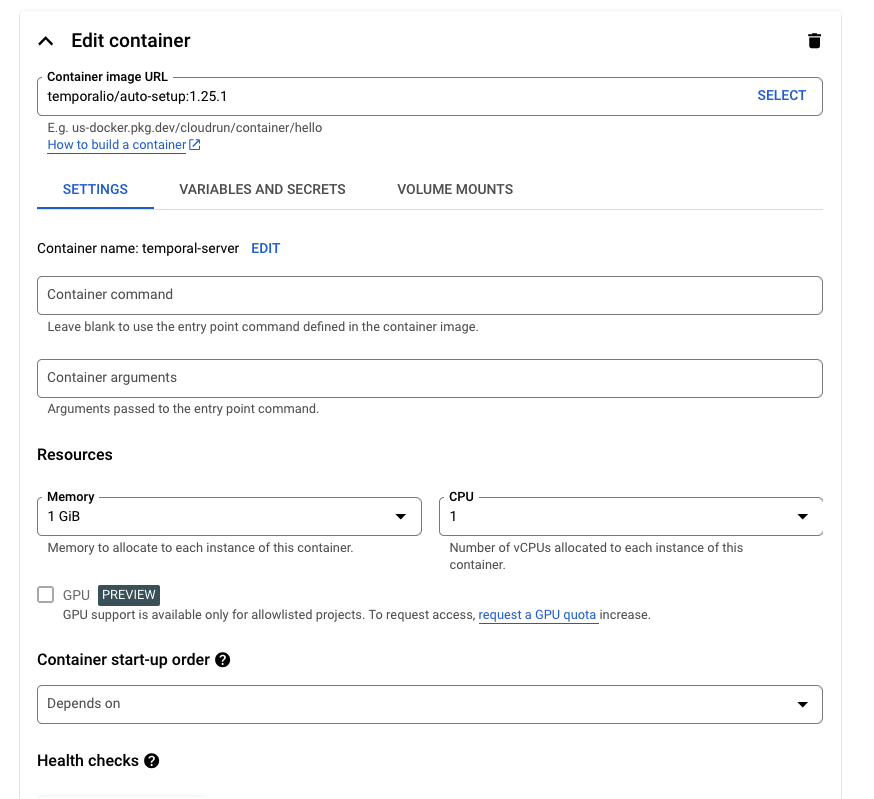 Edit container
Container image URL
temporalio/auto-setup:1.25.1
SELECT
E.g. us-docker.pkg.dev/cloudrun/container/hello
How to build a container
SETTINGS
VARIABLES AND SECRETS
VOLUME MOUNTS
Container name: temporal-server EDIT
Container command
Leave blank to use the entry point command defined in the container image.
Container arguments
Arguments passed to the entry point command.
Resources
Memory
1 GiB
Memory to allocate to each instance of this container.
CPU
1
Number of vCPUs allocated to each instance of this
container.
GPU PREVIEW
GPU support is available only for allowlisted projects. To request access, request a GPU quota increase.
Container start-up order ?
Depends on
Health checks ?